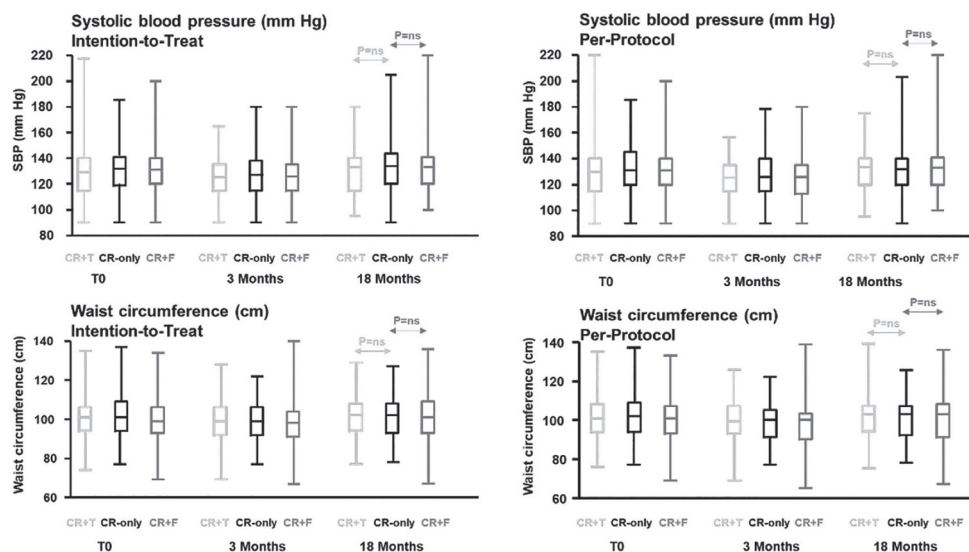 Systolic blood pressure (mm Hg)
Intention-to-Treat
P=ns
P=ns
SBP (mm Hg)
220
200
180
160
140
120
100
80
CR+T CR-only CR+F CR+T CR-only CR+F CR+T CR-only CR+F
T0 3 Months 18 Months
Systolic blood pressure (mm Hg)
Per-Protocol
P=ns
P=ns
SBP (mm Hg)
220
200
180
160
140
120
100
80
CR+T CR-only CR+F CR+T CR-only CR+F CR+T CR-only CR+F
T0 3 Months 18 Months
Waist circumference (cm)
Intention-to-Treat
P=ns
P=ns
Waist circumference (cm)
140
120
100
80
60
CR+T CR-only CR+F CR+T CR-only CR+F CR+T CR-only CR+F
T0 3 Months 18 Months
Waist circumference (cm)
Per-Protocol
P=ns
P=ns
Waist circumference (cm)
140
120
100
80
60
CR+T CR-only CR+F CR+T CR-only CR+F CR+T CR-only CR+F
T0 3 Months 18 Months